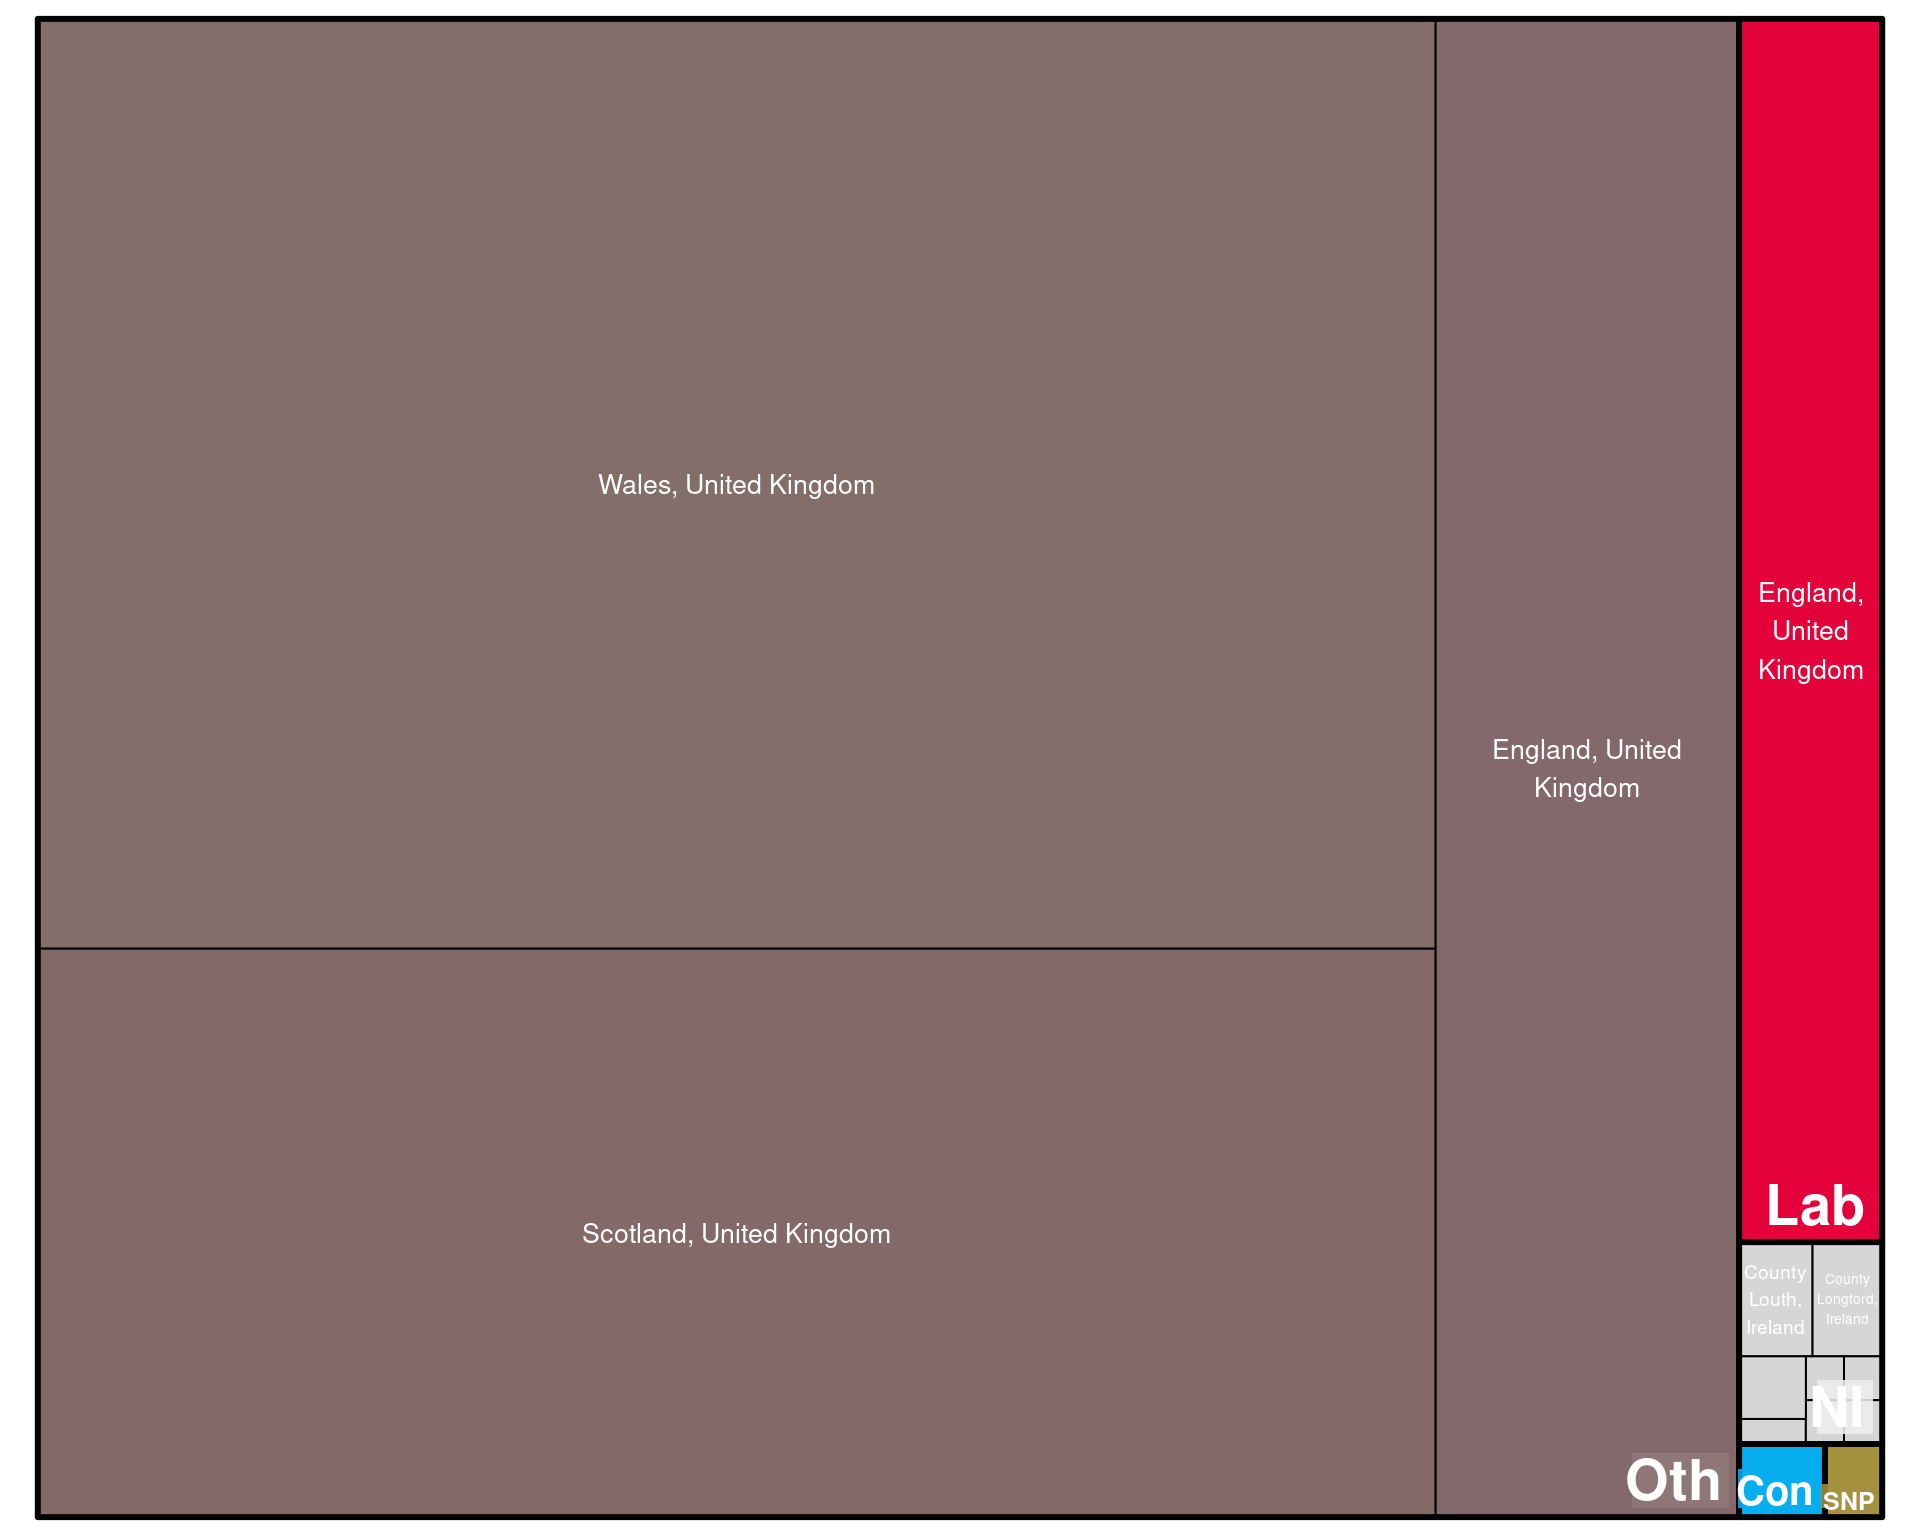 Wales, United Kingdom
Scotland, United Kingdom
England, United
Kingdom
Oth
England,
United
Kingdom
Lab
County
Louth,
Ireland
County
Longford,
Ireland
NI
Con
SNP